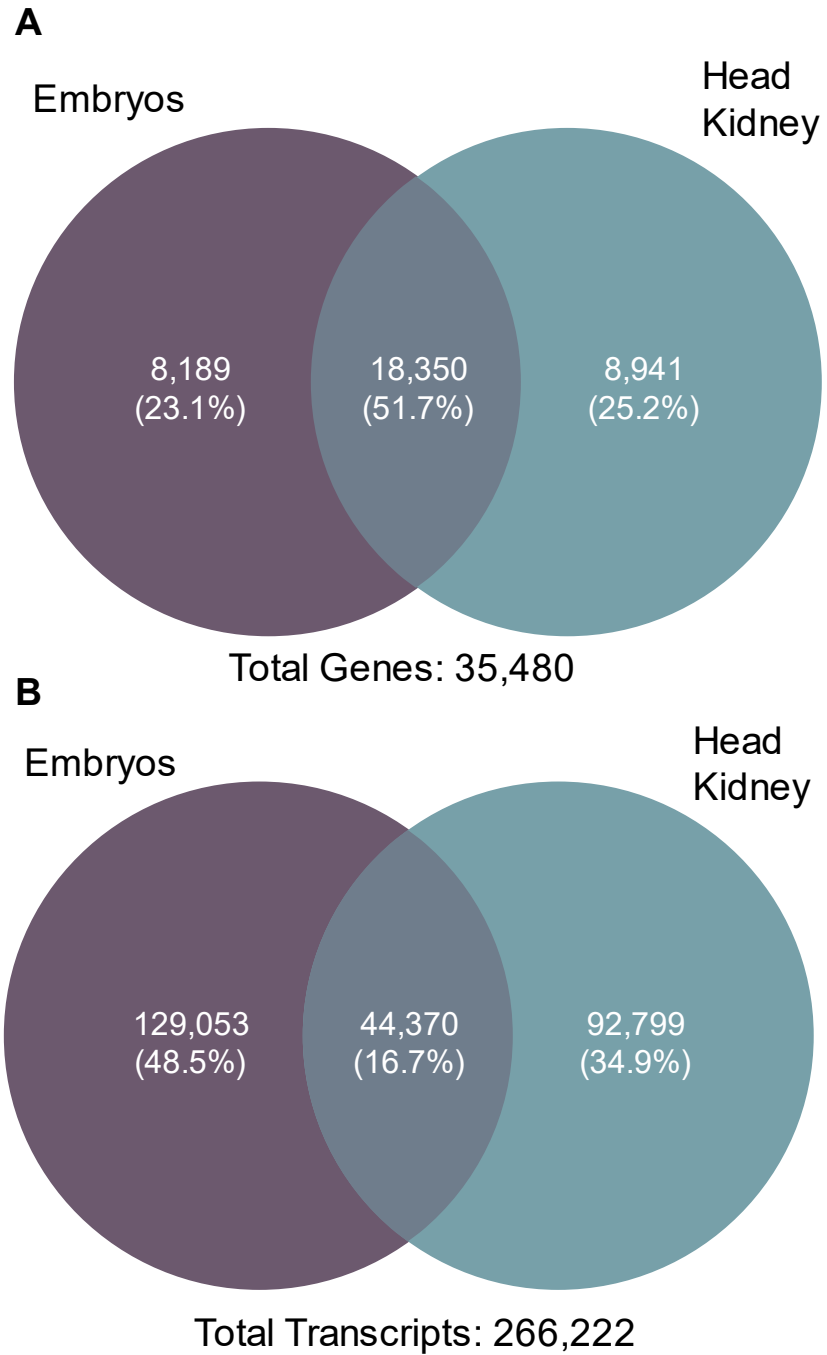 A
Embryos
Head
Kidney
8,189
(23.1%)
18,350
(51.7%)
8,941
(25.2%)
Total Genes: 35,480
B
Embryos
Head
Kidney
129,053
(48.5%)
44,370
(16.7%)
92,799
(34.9%)
Total Transcripts: 266,222